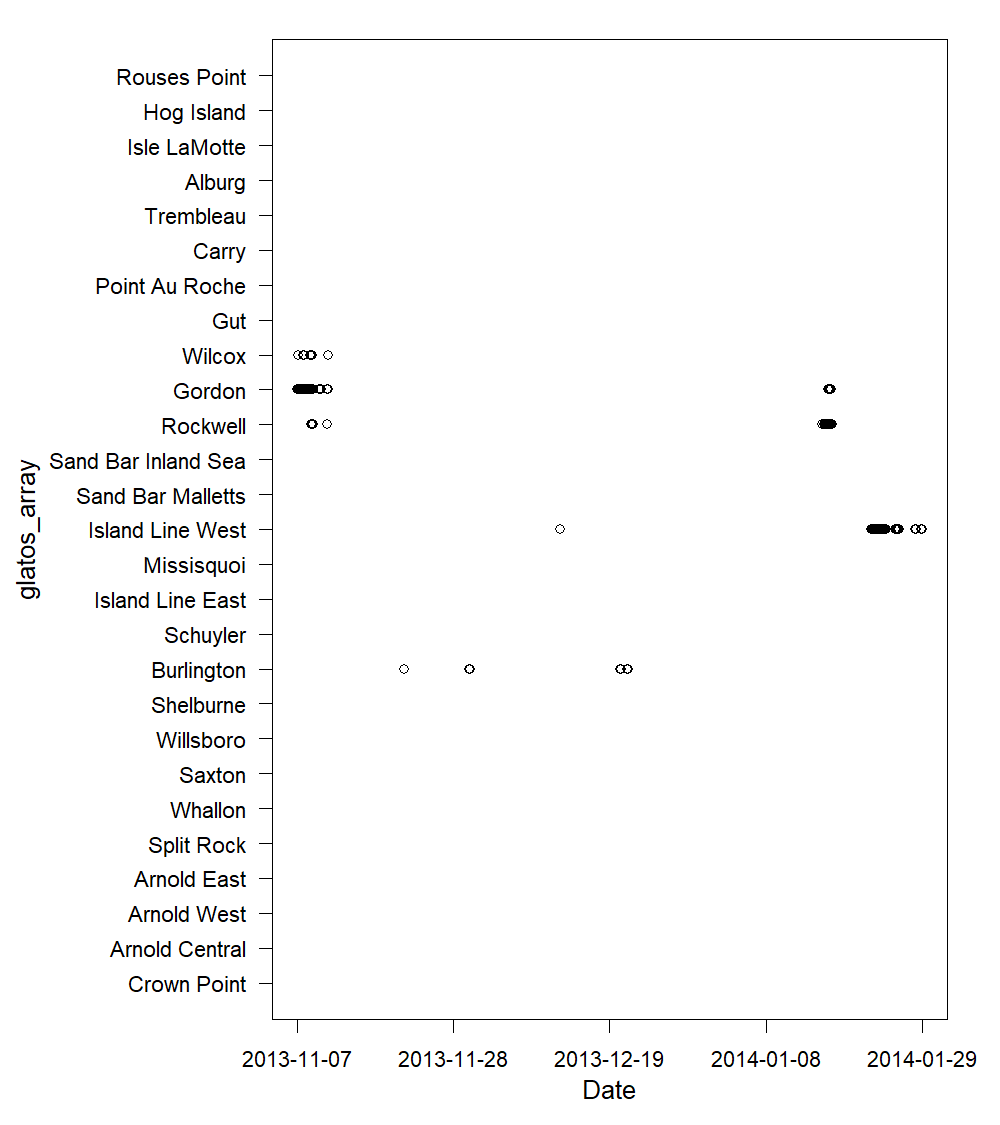 Rouses Point
Hog Island
Isle LaMotte
Alburg
Trembleau
Carry
Point Au Roche
Gut
Wilcox
Gordon
Rockwell
Sand Bar Inland Sea
Sand Bar Malletts
Island Line West
Missisquoi
Island Line East
Schuyler
Burlington
Shelburne
Willsboro
Saxton
Whallon
Split Rock
Arnold East
Arnold West
Arnold Central
Crown Point
glatos_array
2013-11-07 2013-11-28 2013-12-19 2014-01-08 2014-01-29
Date